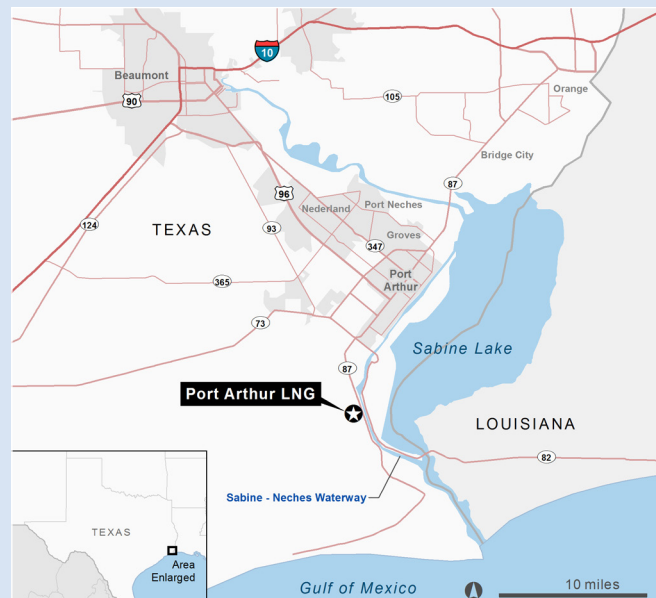 10
Beaumont
90
105
Orange
Bridge City
87
96
Nederland
Port Neches
124
TEXAS
93
Groves
347
Port
Arthur
365
73
Sabine Lake
87
Port Arthur LNG
LOUISIANA
82
Sabine - Neches Waterway
TEXAS
Area
Enlarged
Gulf of Mexico
10 miles